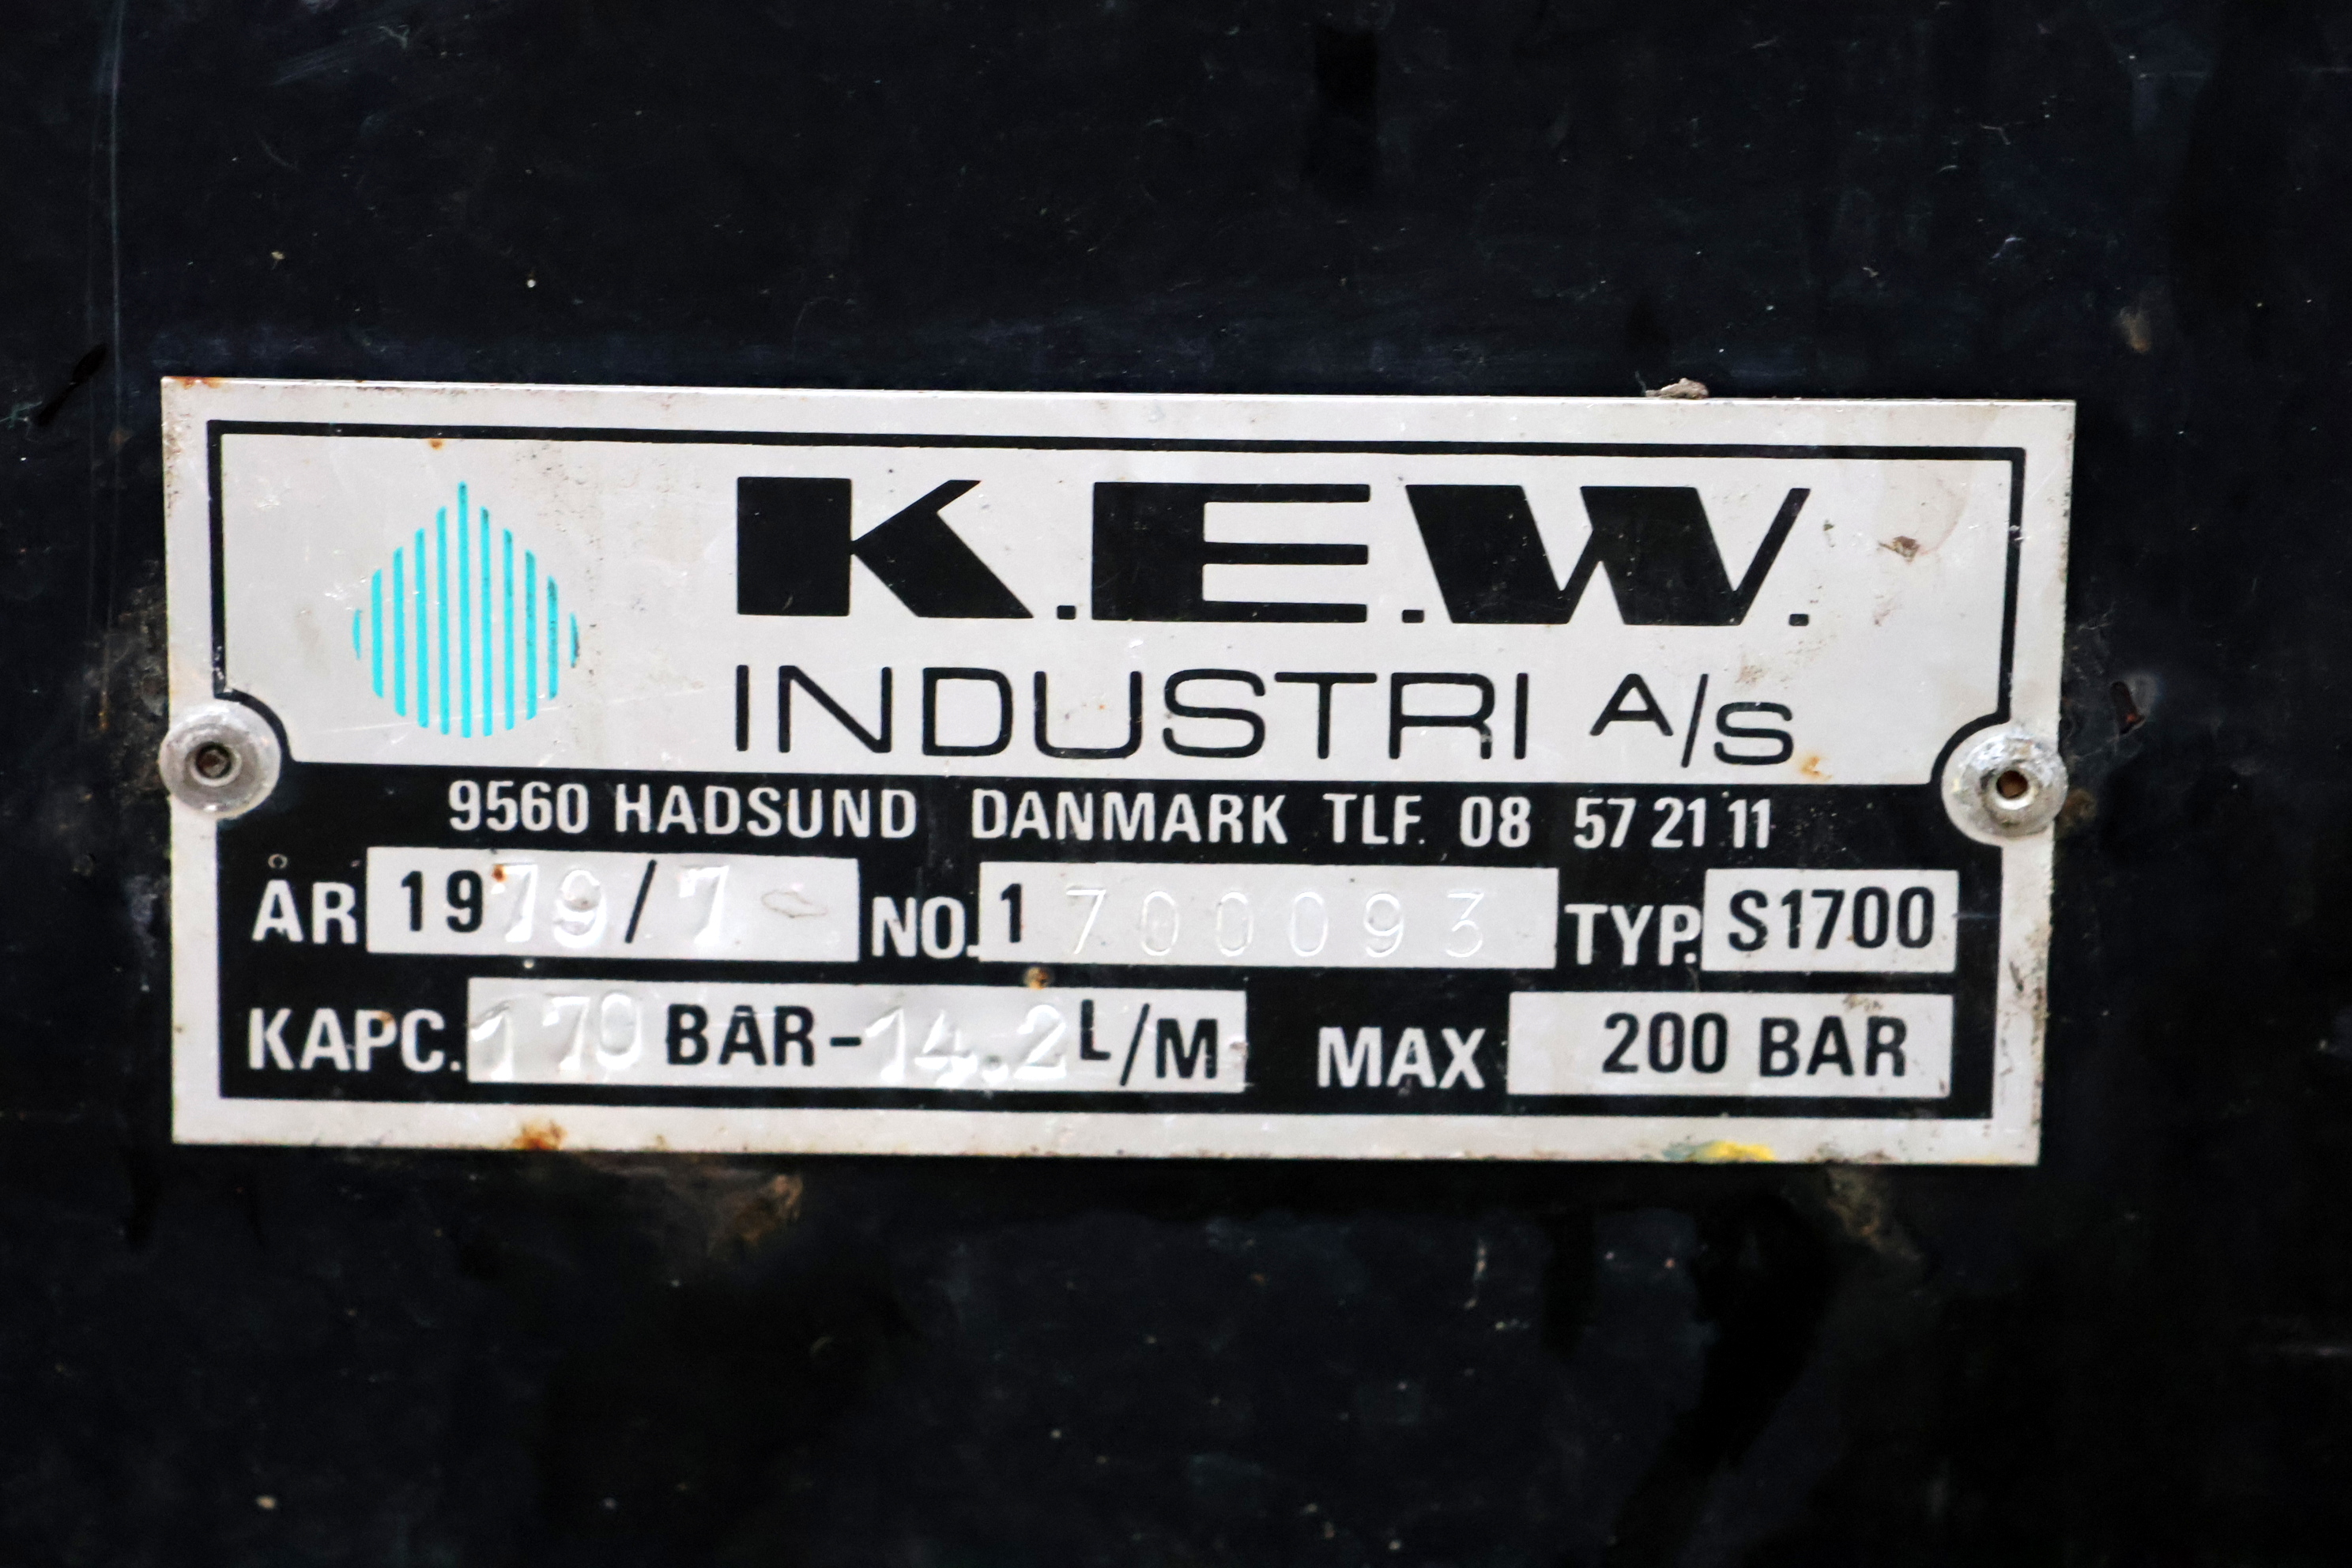 K.E.W.
INDUSTRI A/S
9560 HADSUND DANMARK TLF. 08 57 21 11
ÅR 1979/7 NO. 1700093 TYP. S1700
KAPC. 170 BAR-14.2 L/M MAX 200 BAR